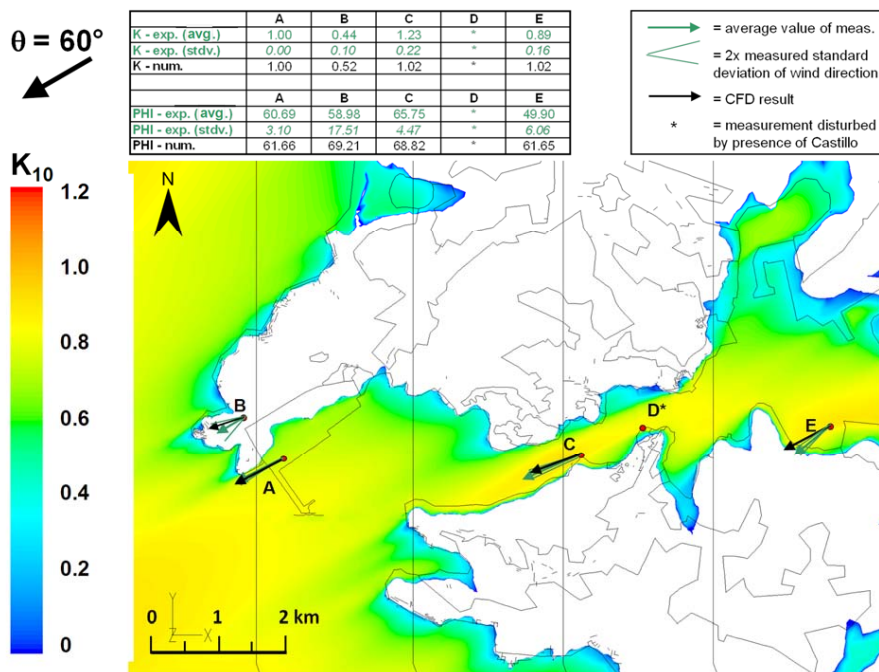 θ = 60°
A B C D E
K - exp. (avg.) 1.00 0.44 1.23 * 0.89
K - exp. (stdv.) 0.00 0.10 0.22 * 0.16
K - num. 1.00 0.52 1.02 * 1.02
A B C D E
PHI - exp. (avg.) 60.69 58.98 65.75 * 49.90
PHI - exp. (stdv.) 3.10 17.51 4.47 * 6.06
PHI - num. 61.66 69.21 68.82 * 61.65
= average value of meas.
= 2x measured standard
deviation of wind direction
= CFD result
* = measurement disturbed
by presence of Castillo
K10
1.2
1.0
0.8
0.6
0.4
0.2
0
N
B
A
C
D*
E
0 1 2 km
Y
Z X